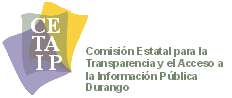 CE
TA
IP
Comisión Estatal para la
Transparencia y el Acceso a
la Información Pública
Durango